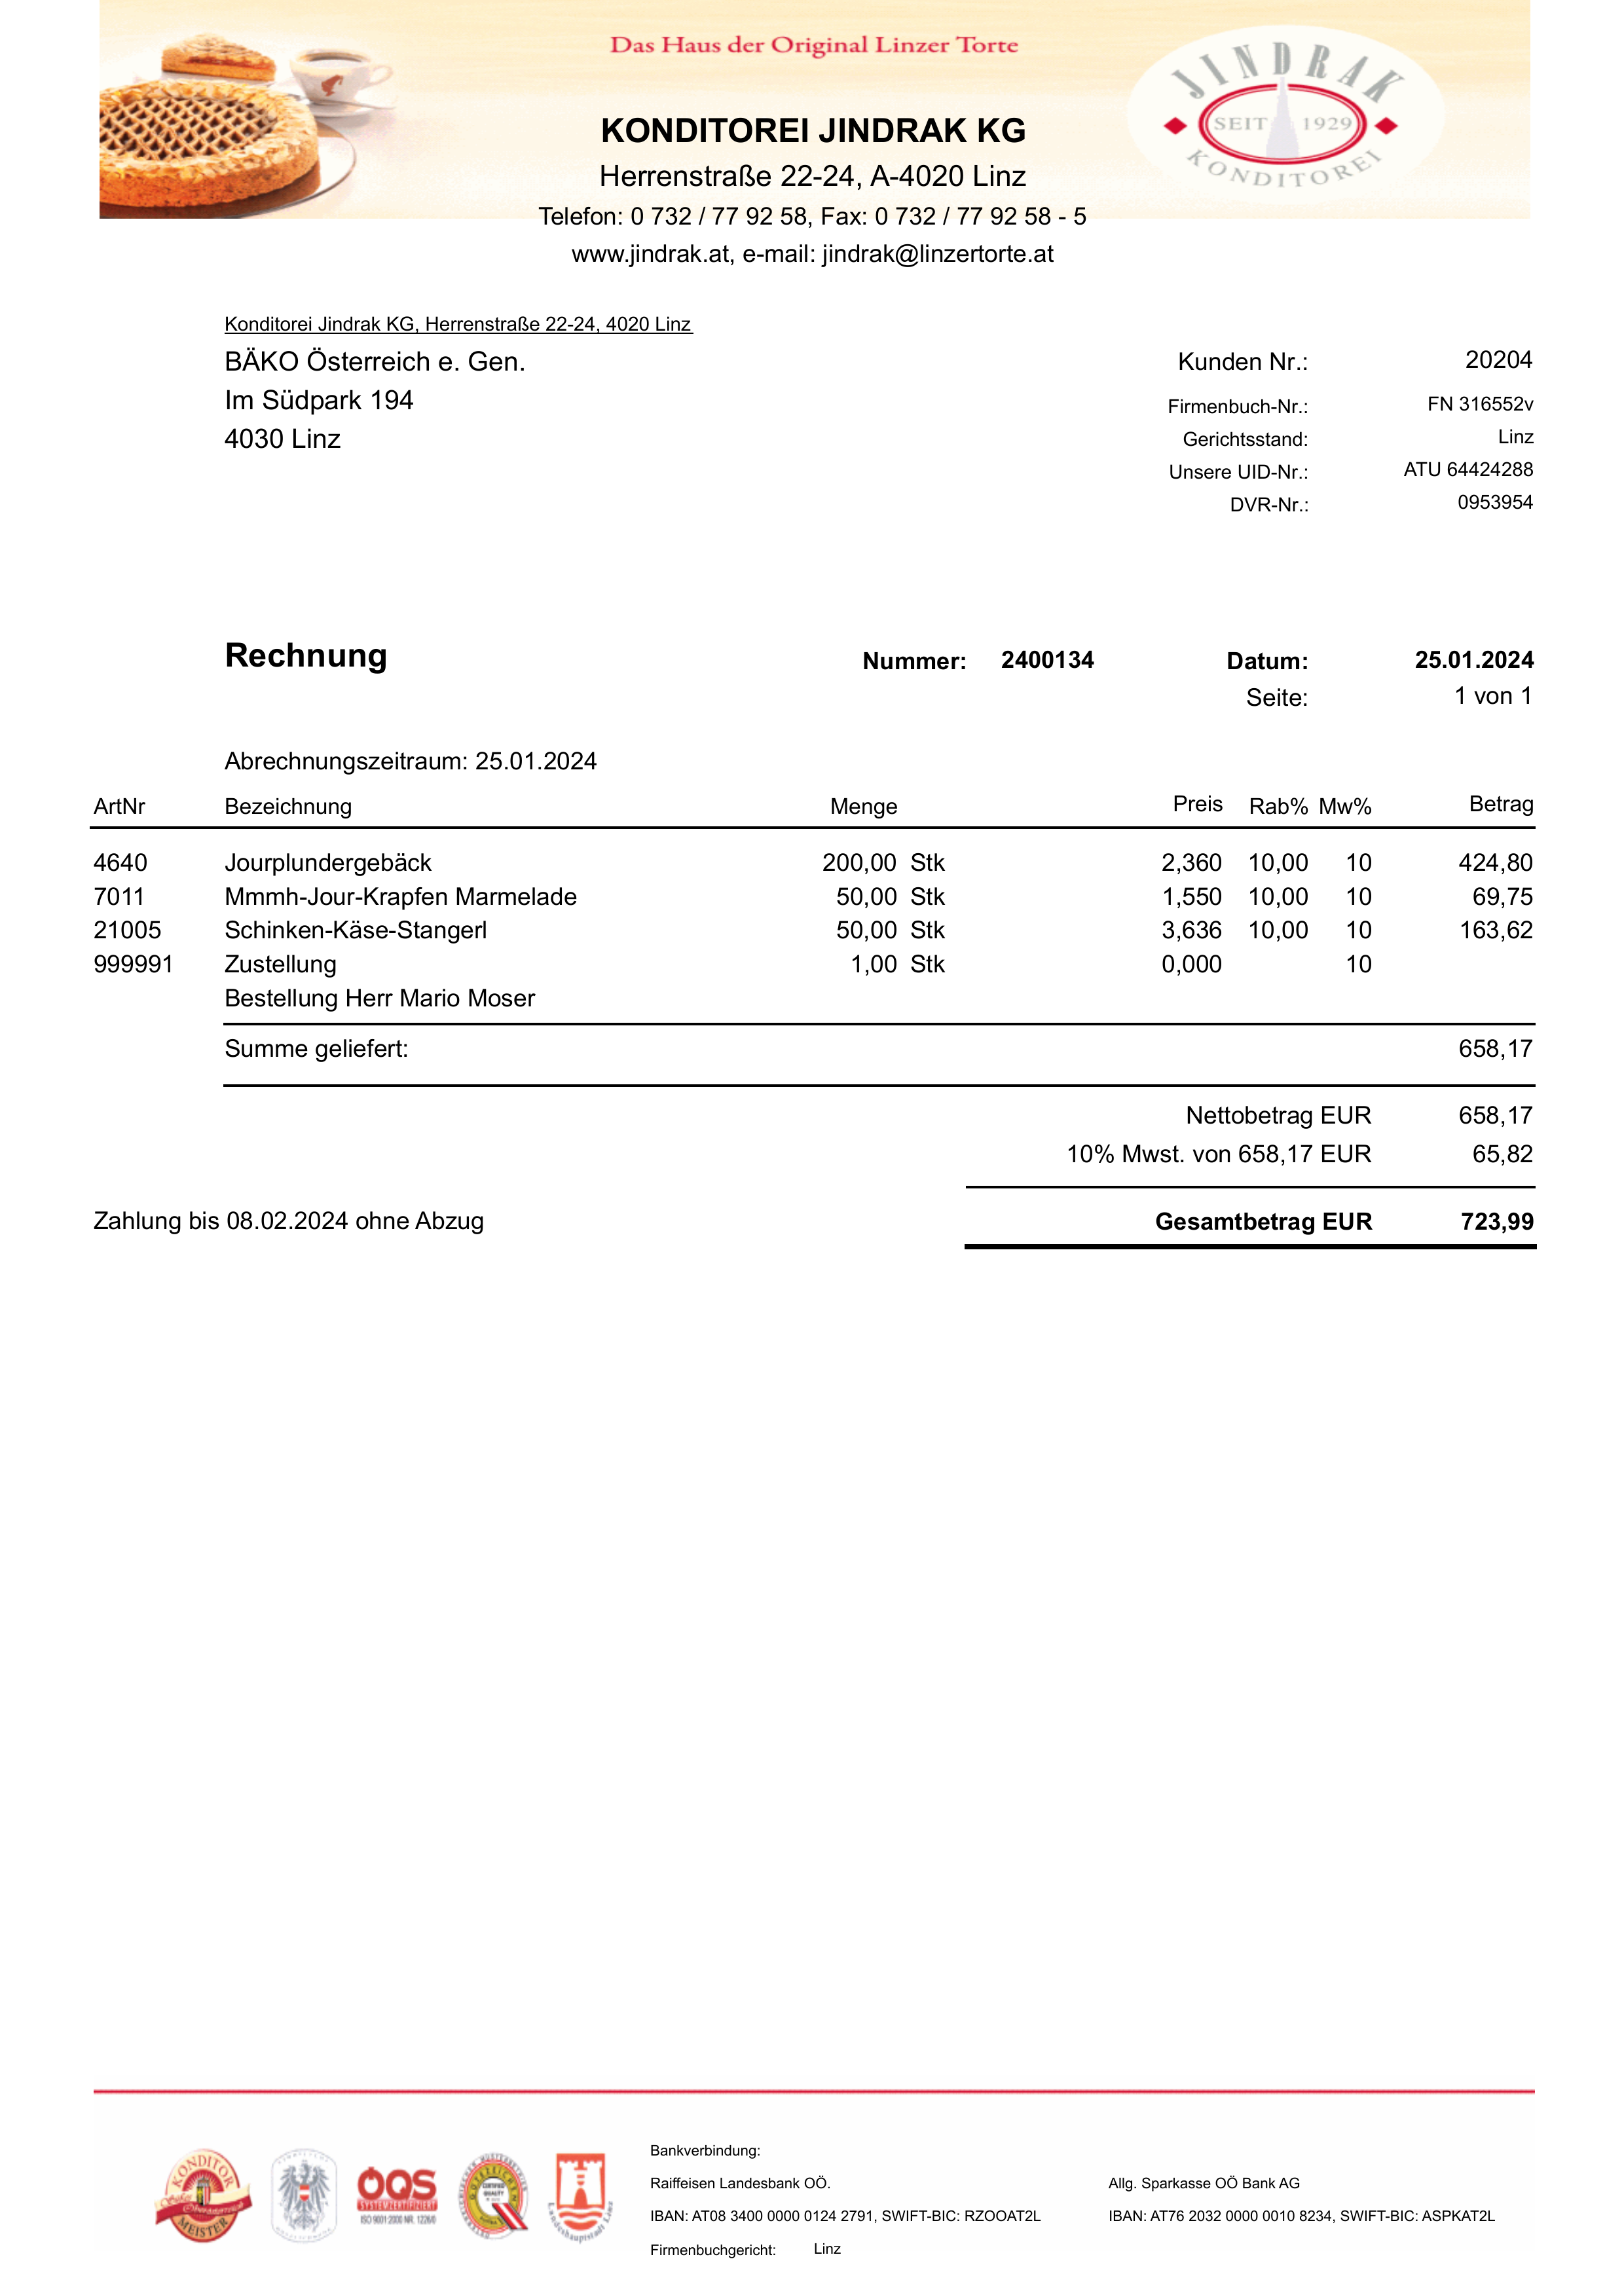 Das Haus der Original Linzer Torte
JINDRAK
SEIT 1929
KONDITOREI
KONDITOREI JINDRAK KG
Herrenstraße 22-24, A-4020 Linz
Telefon: 0 732 / 77 92 58, Fax: 0 732 / 77 92 58 - 5
www.jindrak.at, e-mail: jindrak@linzertorte.at
Konditorei Jindrak KG, Herrenstraße 22-24, 4020 Linz
BÄKO Österreich e. Gen.
Im Südpark 194
4030 Linz
Kunden Nr.: 20204
Firmenbuch-Nr.: FN 316552v
Gerichtsstand: Linz
Unsere UID-Nr.: ATU 64424288
DVR-Nr.: 0953954
Rechnung Nummer: 2400134 Datum: 25.01.2024
Seite: 1 von 1
Abrechnungszeitraum: 25.01.2024
ArtNr Bezeichnung Menge Preis Rab% Mw% Betrag
4640 Jourplundergebäck 200,00 Stk 2,360 10,00 10 424,80
7011 Mmmh-Jour-Krapfen Marmelade 50,00 Stk 1,550 10,00 10 69,75
21005 Schinken-Käse-Stangerl 50,00 Stk 3,636 10,00 10 163,62
999991 Zustellung 1,00 Stk 0,000 10
Bestellung Herr Mario Moser
Summe geliefert: 658,17
Nettobetrag EUR 658,17
10% Mwst. von 658,17 EUR 65,82
Zahlung bis 08.02.2024 ohne Abzug Gesamtbetrag EUR 723,99
KONDITOR
MEISTER
ÖQS
SYSTEMZERTIFIZIERT
ISO 9001:2000 NR. 1226/0
Landeshauptstadt Linz
Bankverbindung:
Raiffeisen Landesbank OÖ. Allg. Sparkasse OÖ Bank AG
IBAN: AT08 3400 0000 0124 2791, SWIFT-BIC: RZOOAT2L IBAN: AT76 2032 0000 0010 8234, SWIFT-BIC: ASPKAT2L
Firmenbuchgericht: Linz